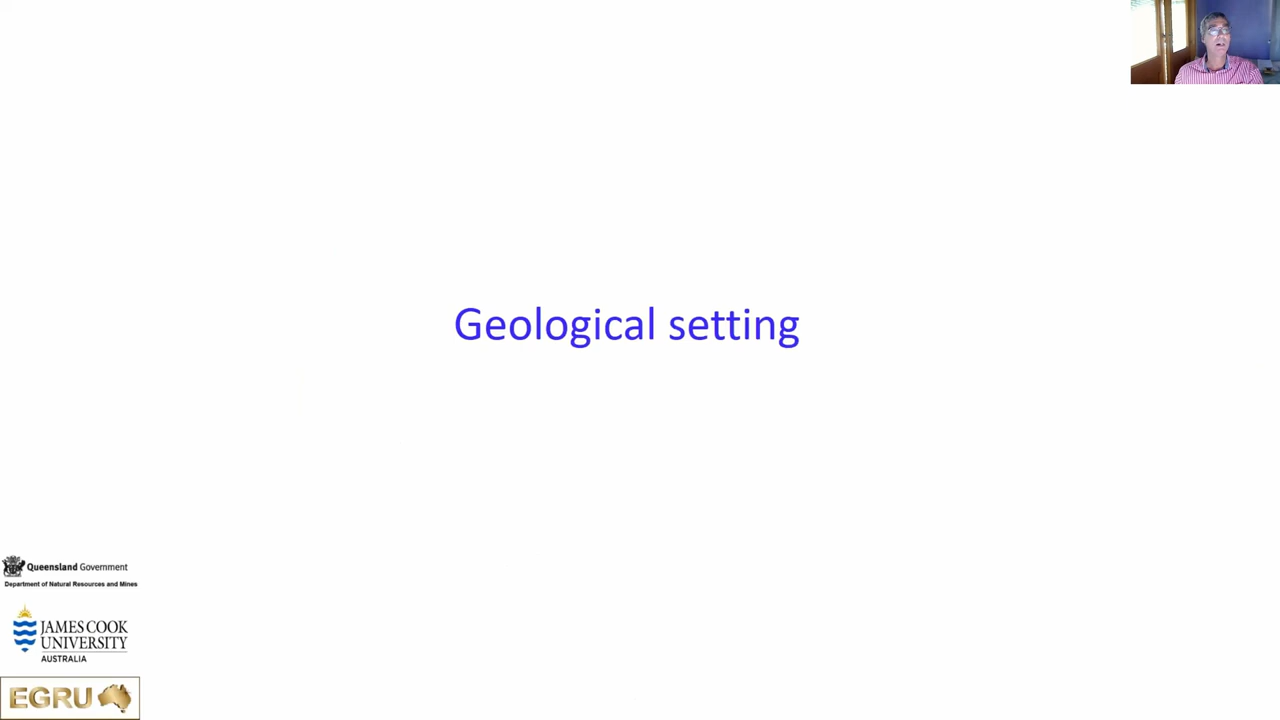 Geological setting
Queensland Government
Department of Natural Resources and Mines
JAMES COOK
UNIVERSITY
AUSTRALIA
EGRU